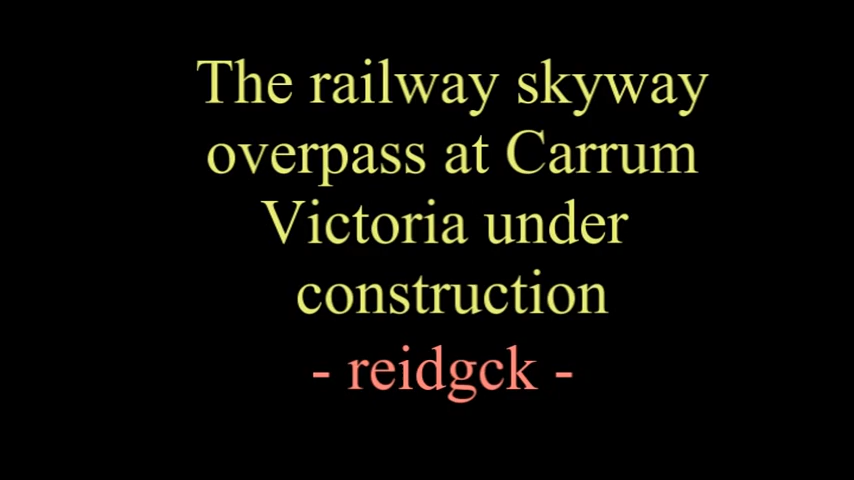 The railway skyway
overpass at Carrum
Victoria under
construction
- reidgck -